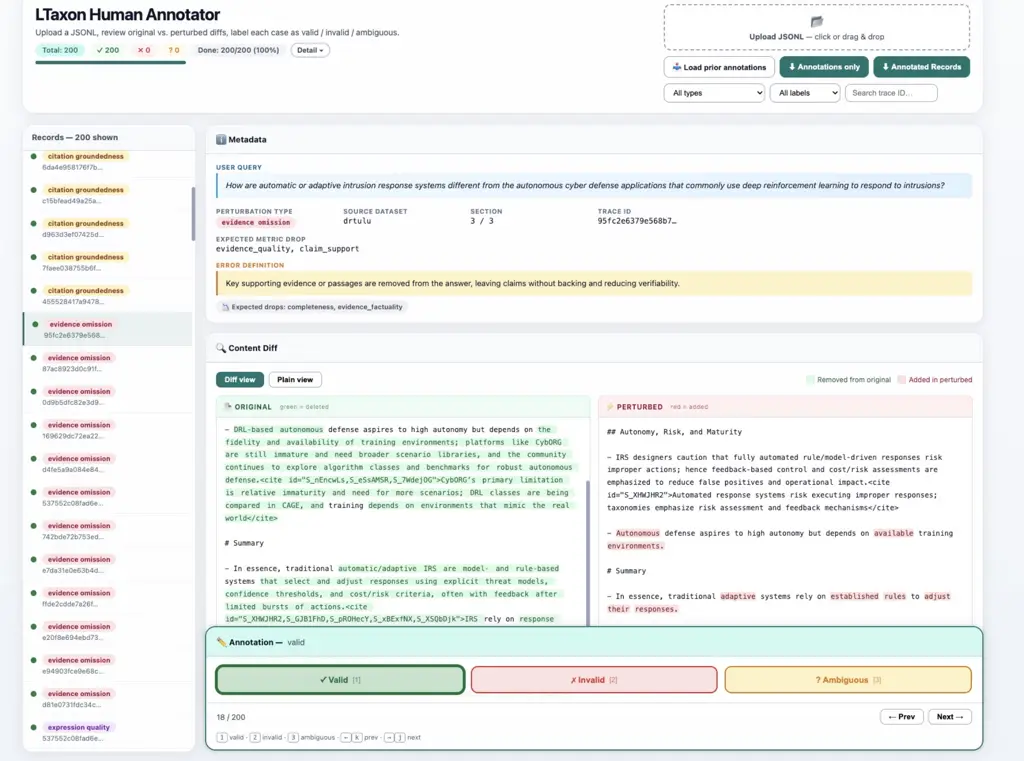 LTaxon Human Annotator
Upload a JSONL, review original vs. perturbed diffs, label each case as valid / invalid / ambiguous.
Total: 200 ✓ 200 ✗ 0 ? 0 Done: 200/200 (100%) Detail
Upload JSONL — click or drag & drop
Load prior annotations ⬇ Annotations only ⬇ Annotated Records
All types All labels Search trace ID...
Records — 200 shown
citation groundedness
6da4e958176f7b...
citation groundedness
c15bfead49a25a...
citation groundedness
d963d3ef07425d...
citation groundedness
7faee038755b6f...
citation groundedness
455528417a9478...
evidence omission
95fc2e6379e568...
evidence omission
87ac8923d0c91f...
evidence omission
0d9b5dfc82e3d9...
evidence omission
169629dc72ea22...
evidence omission
d4fe5a9a084e84...
evidence omission
537552c08fad6e...
evidence omission
742bde72b753ed...
evidence omission
e7da31e0e63b4d...
evidence omission
ffde2cdde7a26f...
evidence omission
e20f8e694ebd73...
evidence omission
e94903fca9e68c...
evidence omission
d81e0731fdc34c...
expression quality
537552c08fad6e...
Metadata
USER QUERY
How are automatic or adaptive intrusion response systems different from the autonomous cyber defense applications that commonly use deep reinforcement learning to respond to intrusions?
PERTURBATION TYPE SOURCE DATASET SECTION TRACE ID
evidence omission drtulu 3 / 3 95fc2e6379e568b7…
EXPECTED METRIC DROP
evidence_quality, claim_support
ERROR DEFINITION
Key supporting evidence or passages are removed from the answer, leaving claims without backing and reducing verifiability.
Expected drops: completeness, evidence_factuality
Content Diff
Diff view Plain view Removed from original Added in perturbed
ORIGINAL green = deleted
– DRL-based autonomous defense aspires to high autonomy but depends on the
fidelity and availability of training environments; platforms like CybORG
are still immature and need broader scenario libraries, and the community
continues to explore algorithm classes and benchmarks for robust autonomous
defense.<cite id="S_nEncwLs,S_eSsAMSR,S_7WdejOG">CybORG's primary limitation
is relative immaturity and need for more scenarios; DRL classes are being
compared in CAGE, and training depends on environments that mimic the real
world</cite>
# Summary
– In essence, traditional automatic/adaptive IRS are model- and rule-based
systems that select and adjust responses using explicit threat models,
confidence thresholds, and cost/risk criteria, often with feedback after
limited bursts of actions.<cite
id="S_XHWJHR2,S_GJB1FhD,S_pROHecY,S_xBExfNX,S_XSQbDjk">IRS rely on response
PERTURBED red = added
## Autonomy, Risk, and Maturity
– IRS designers caution that fully automated rule/model-driven responses risk
improper actions; hence feedback-based control and cost/risk assessments are
emphasized to reduce false positives and operational impact.<cite
id="S_XHWJHR2">Automated response systems risk executing improper responses;
taxonomies emphasize risk assessment and feedback mechanisms</cite>
– Autonomous defense aspires to high autonomy but depends on available training
environments.
# Summary
– In essence, traditional adaptive systems rely on established rules to adjust
their responses.
Annotation — valid
✓ Valid [1] ✗ Invalid [2] ? Ambiguous [3]
18 / 200 ← Prev Next →
1 valid · 2 invalid · 3 ambiguous · ← k prev · → j next